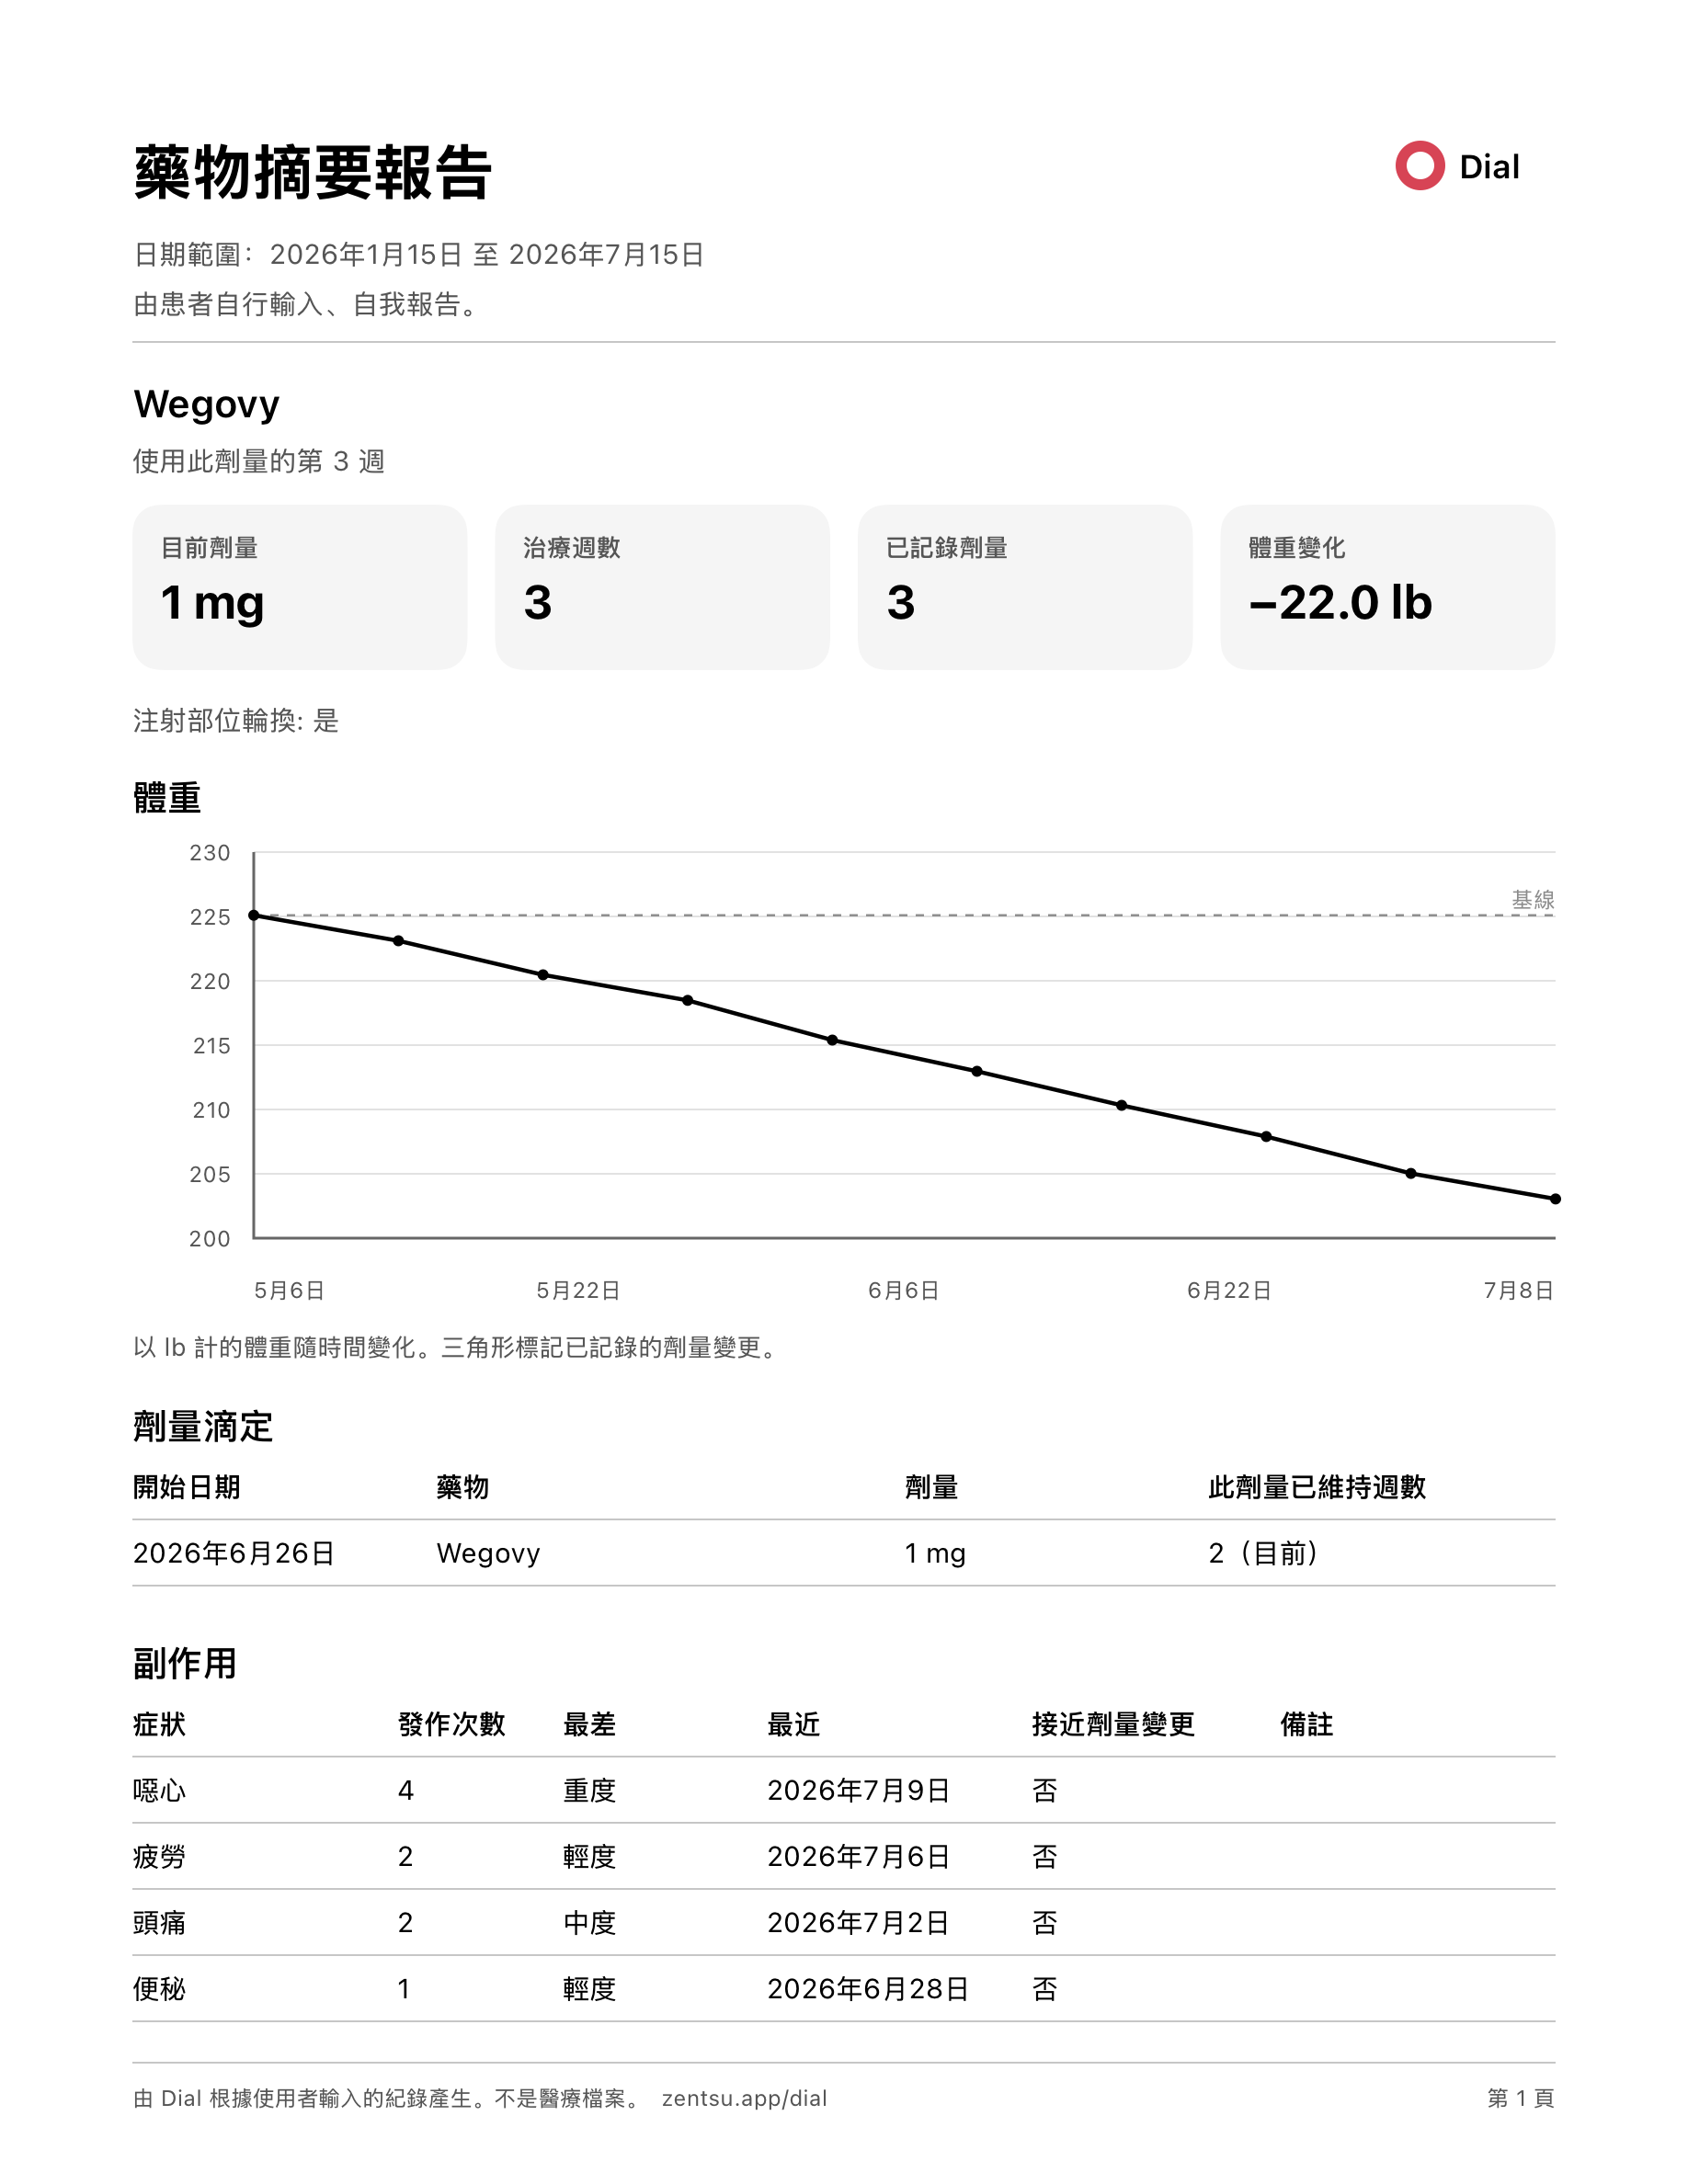 藥物摘要報告
Dial
日期範圍：2026年1月15日 至 2026年7月15日
由患者自行輸入、自我報告。
Wegovy
使用此劑量的第 3 週
目前劑量 治療週數 已記錄劑量 體重變化
1 mg 3 3 −22.0 lb
注射部位輪換: 是
體重
230
基線
225
220
215
210
205
200
5月6日 5月22日 6月6日 6月22日 7月8日
以 lb 計的體重隨時間變化。三角形標記已記錄的劑量變更。
劑量滴定
開始日期 藥物 劑量 此劑量已維持週數
2026年6月26日 Wegovy 1 mg 2（目前）
副作用
症狀 發作次數 最差 最近 接近劑量變更 備註
噁心 4 重度 2026年7月9日 否
疲勞 2 輕度 2026年7月6日 否
頭痛 2 中度 2026年7月2日 否
便秘 1 輕度 2026年6月28日 否
由 Dial 根據使用者輸入的紀錄產生。不是醫療檔案。 zentsu.app/dial 第 1 頁